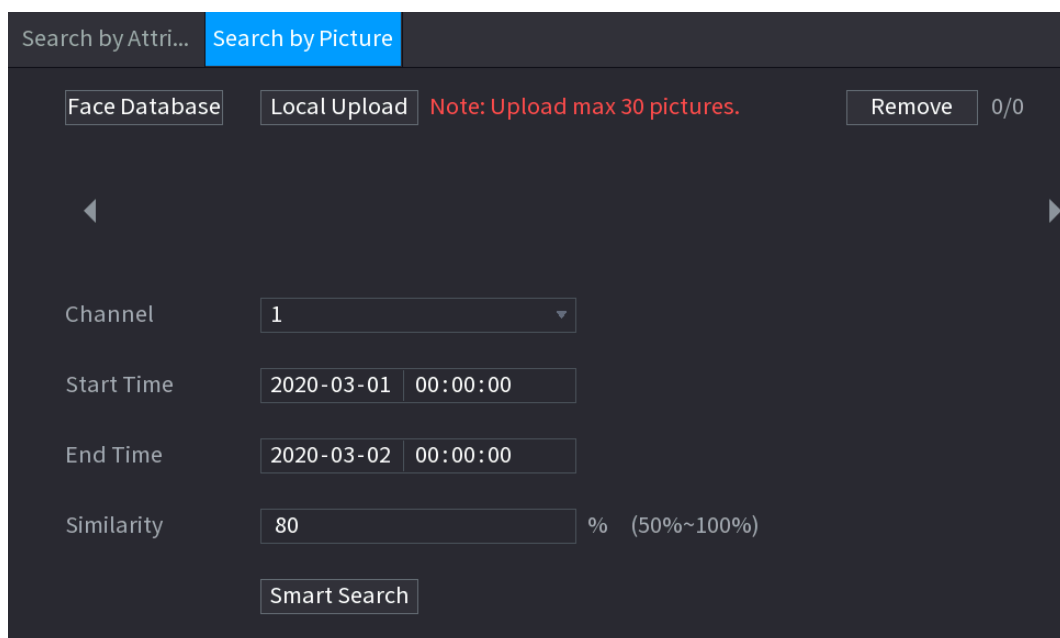 Search by Attri... Search by Picture
Face Database Local Upload Note: Upload max 30 pictures. Remove 0/0
Channel 1
Start Time 2020-03-01 00:00:00
End Time 2020-03-02 00:00:00
Similarity 80 % (50%~100%)
Smart Search